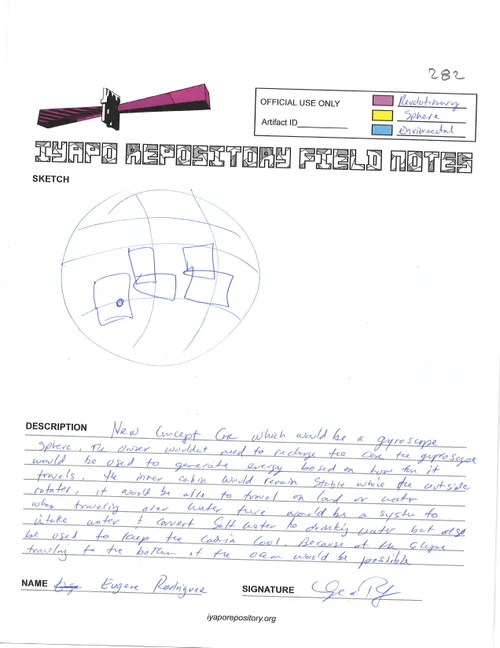 282
OFFICIAL USE ONLY
Artifact ID
Revolutionary
Sphere
Enviormental
IYAPO REPOSITORY FIELD NOTES
SKETCH
DESCRIPTION
New Concept Car which would be a gyroscope
Sphere. The Driver wouldnt need to recharge the car the gyroscope
would be used to generate energy based on how far it
travels. the inner cabin would remain Stable while the outside
rotates, it would be able to travel on land or water
when traveling over water there would be a system to
intake water & convert Salt water to drinking water but also
be used to keep the cabin Cool. Because of the Shape
traveling to the bottom of the ocean would be possible
NAME
Eugene Rodriguez
SIGNATURE
iyaporepository.org